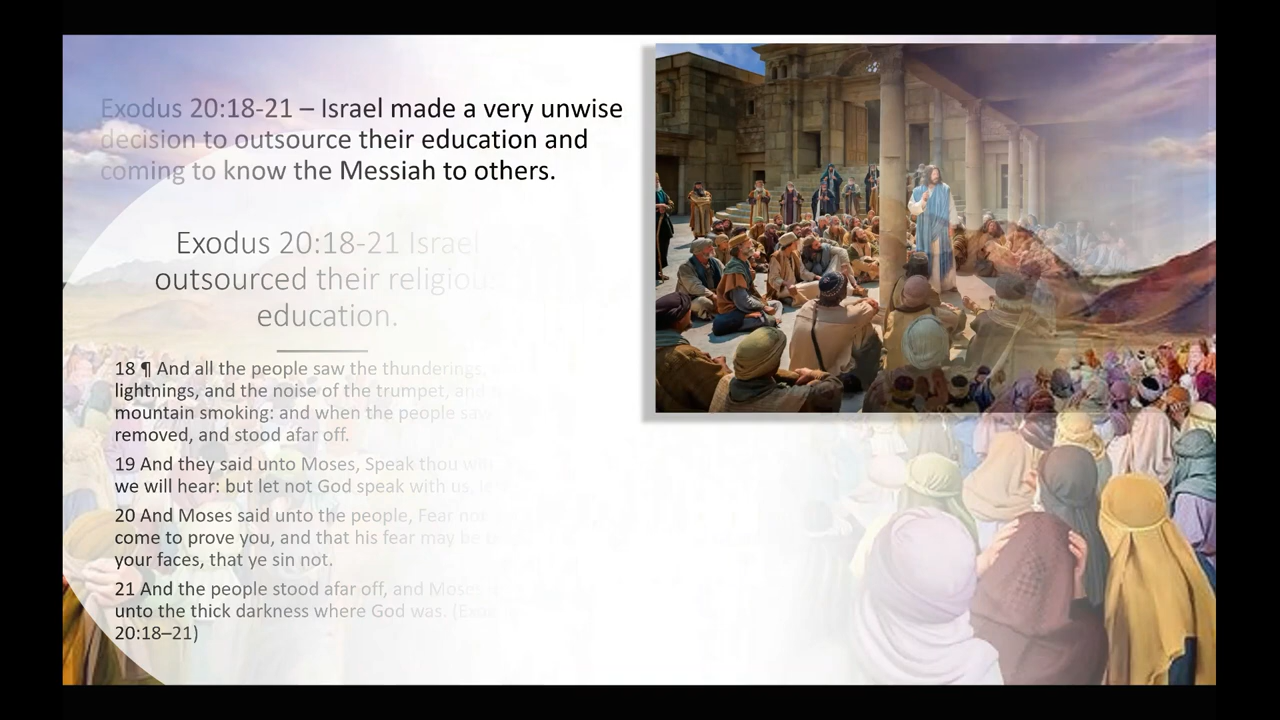 Exodus 20:18-21 – Israel made a very unwise
decision to outsource their education and
coming to know the Messiah to others.
Exodus 20:18-21 Israel
outsourced their religious
education.
18 ¶ And all the people saw the thunderings,
lightnings, and the noise of the trumpet, and
mountain smoking: and when the people saw
removed, and stood afar off.
19 And they said unto Moses, Speak thou with
we will hear: but let not God speak with us,
20 And Moses said unto the people, Fear not
come to prove you, and that his fear may be
your faces, that ye sin not.
21 And the people stood afar off, and Moses
unto the thick darkness where God was.
20:18–21)